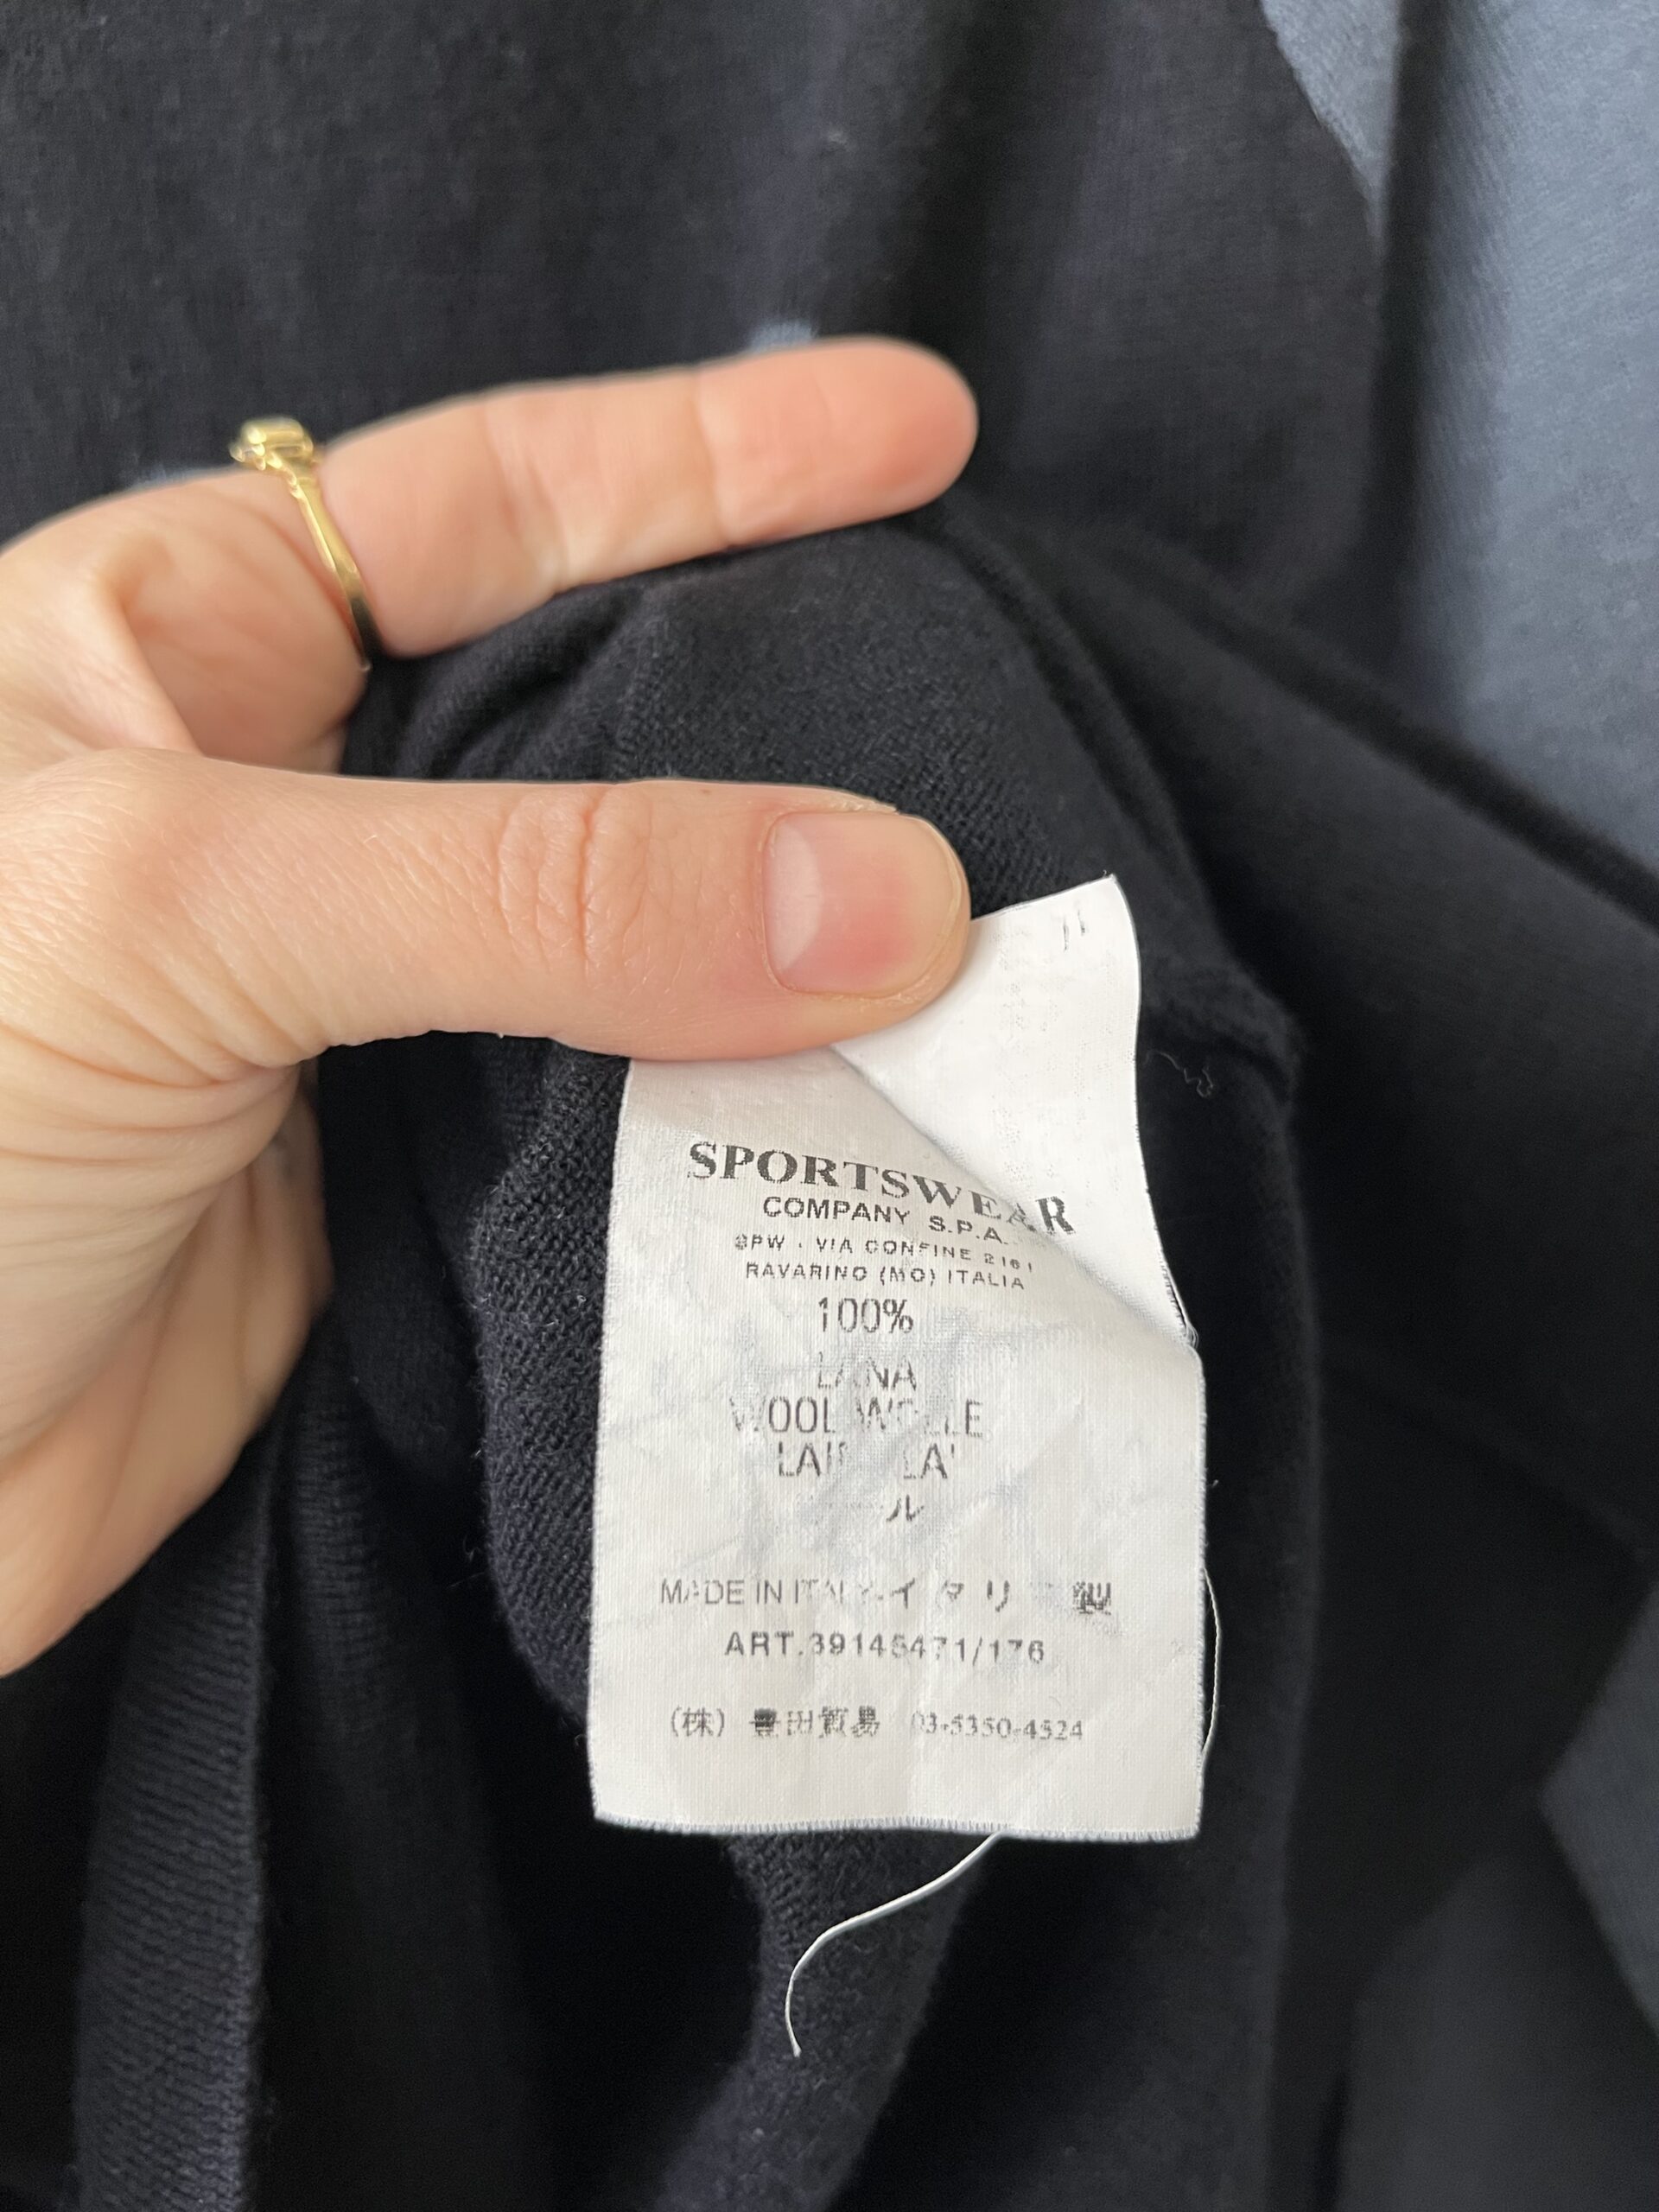 SPORTSWEAR
COMPANY S.P.A.
SPW . VIA CONFINE 2161
RAVARINO (MO) ITALIA
100%
LANA
WOOL WOLLE
MADE IN ITALY イタリ 製
ART.39145471/176
(株) 豊田貿易 03-5350-4524